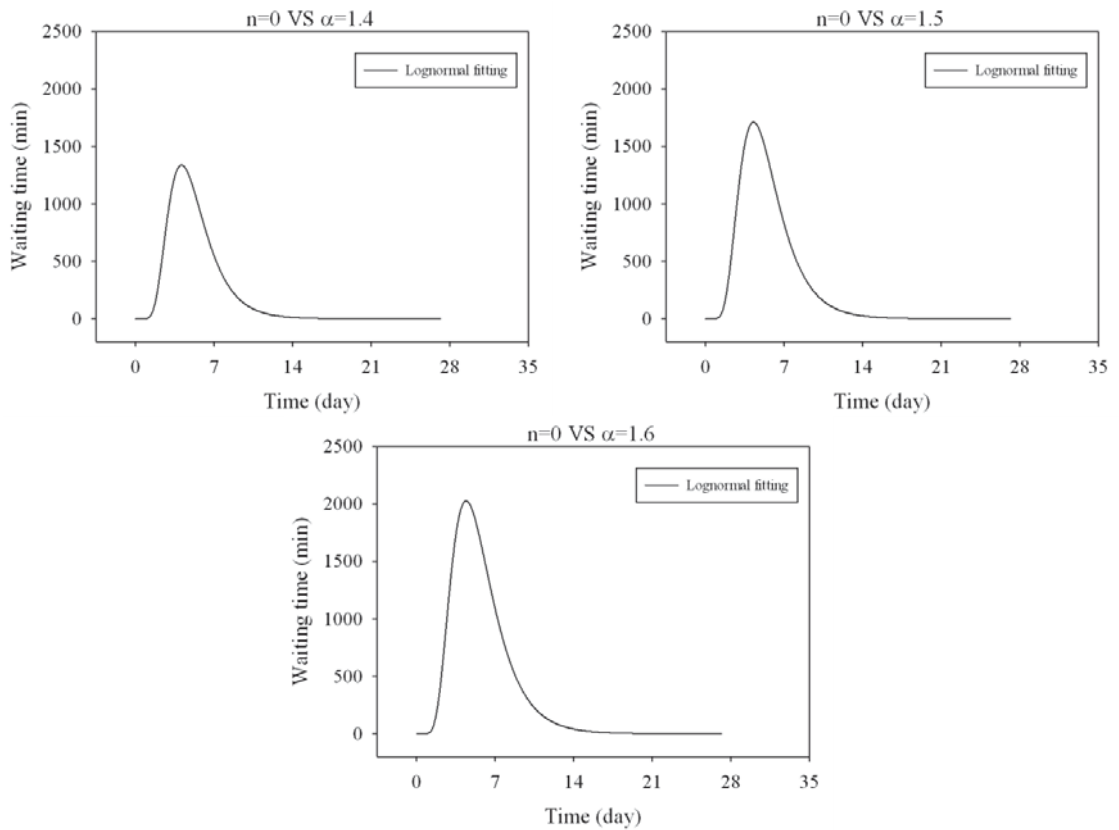 n=0 VS α=1.4
2500
2000
1500
1000
500
0
Waiting time (min)
Lognormal fitting
0 7 14 21 28 35
Time (day)
n=0 VS α=1.5
2500
2000
1500
1000
500
0
Waiting time (min)
Lognormal fitting
0 7 14 21 28 35
Time (day)
n=0 VS α=1.6
2500
2000
1500
1000
500
0
Waiting time (min)
Lognormal fitting
0 7 14 21 28 35
Time (day)